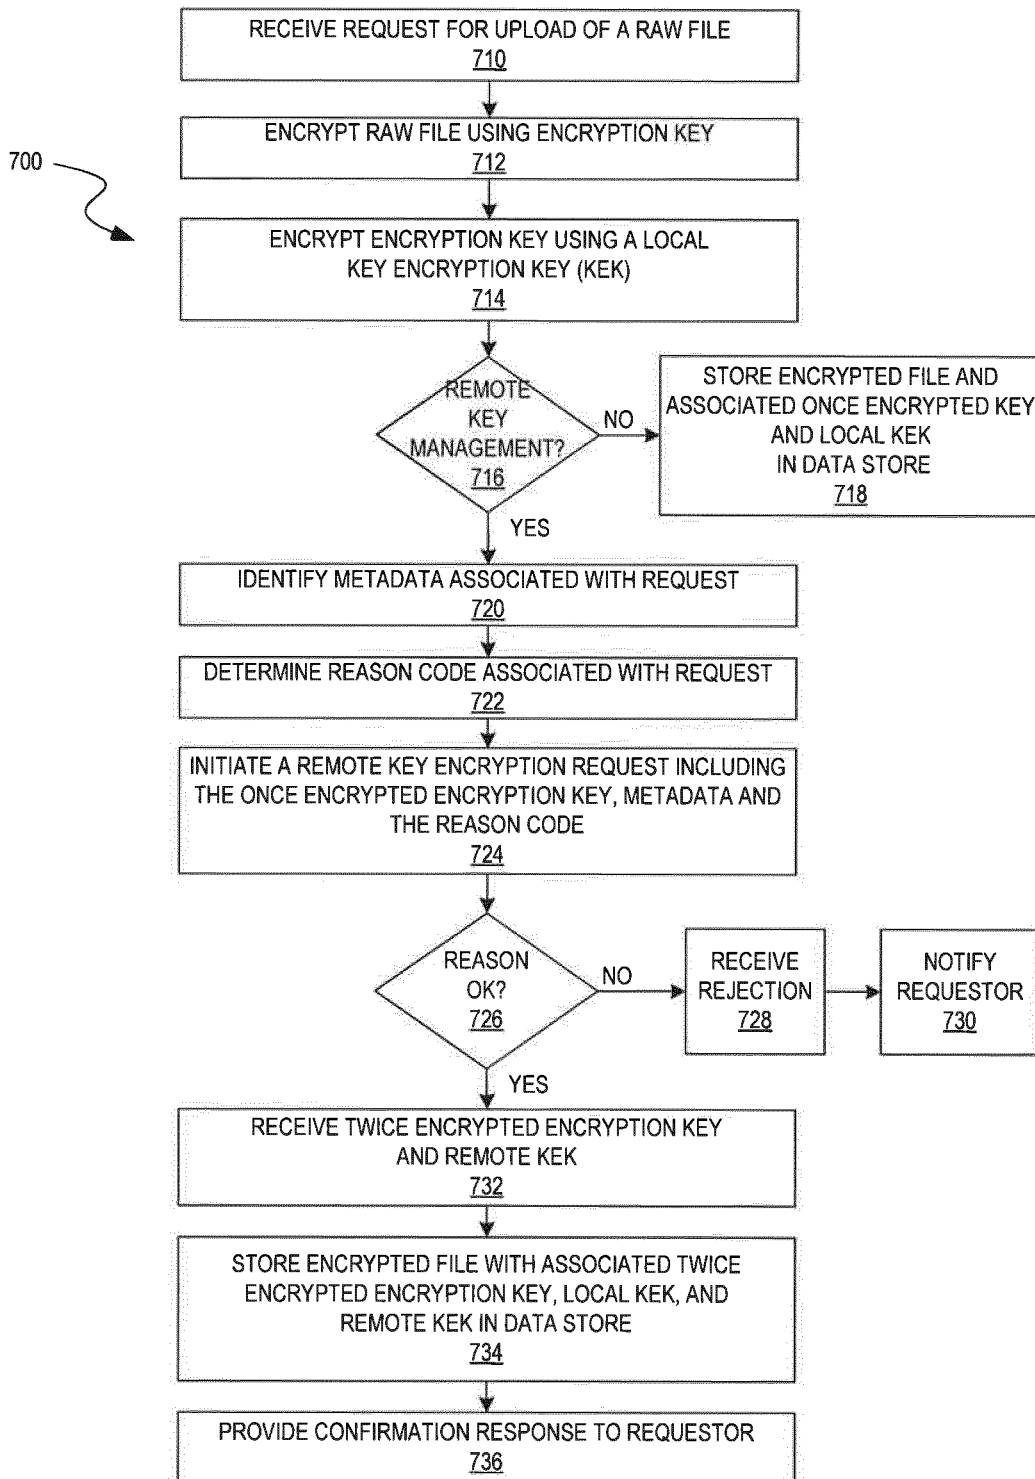 RECEIVE REQUEST FOR UPLOAD OF A RAW FILE
710
ENCRYPT RAW FILE USING ENCRYPTION KEY
712
700
ENCRYPT ENCRYPTION KEY USING A LOCAL
KEY ENCRYPTION KEY (KEK)
714
REMOTE
KEY
MANAGEMENT?
716
NO
STORE ENCRYPTED FILE AND
ASSOCIATED ONCE ENCRYPTED KEY
AND LOCAL KEK
IN DATA STORE
718
YES
IDENTIFY METADATA ASSOCIATED WITH REQUEST
720
DETERMINE REASON CODE ASSOCIATED WITH REQUEST
722
INITIATE A REMOTE KEY ENCRYPTION REQUEST INCLUDING
THE ONCE ENCRYPTED ENCRYPTION KEY, METADATA AND
THE REASON CODE
724
REASON
OK?
726
NO
RECEIVE
REJECTION
728
NOTIFY
REQUESTOR
730
YES
RECEIVE TWICE ENCRYPTED ENCRYPTION KEY
AND REMOTE KEK
732
STORE ENCRYPTED FILE WITH ASSOCIATED TWICE
ENCRYPTED ENCRYPTION KEY, LOCAL KEK, AND
REMOTE KEK IN DATA STORE
734
PROVIDE CONFIRMATION RESPONSE TO REQUESTOR
736